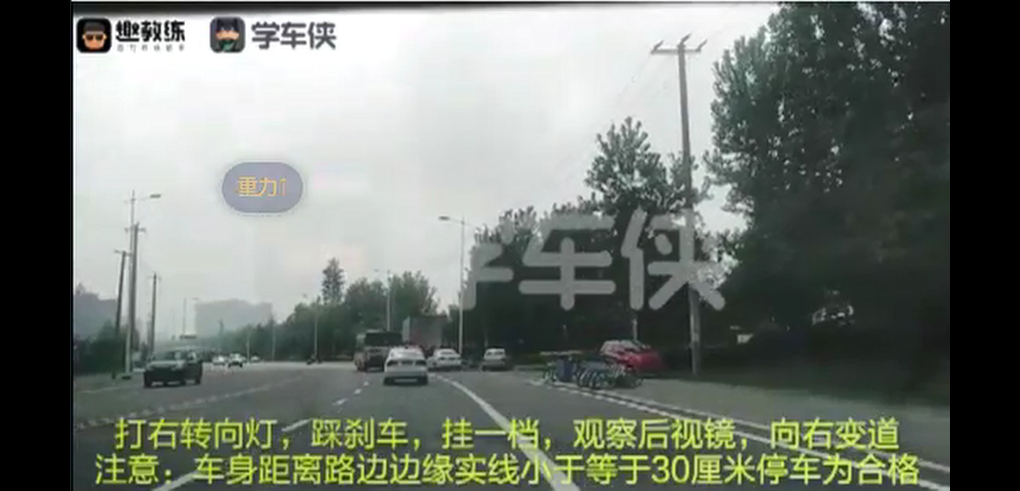 趣教练
学车侠
重力1
学车侠
打右转向灯，踩刹车，挂一档，观察后视镜，向右变道
注意：车身距离路边边缘实线小于等于30厘米停车为合格